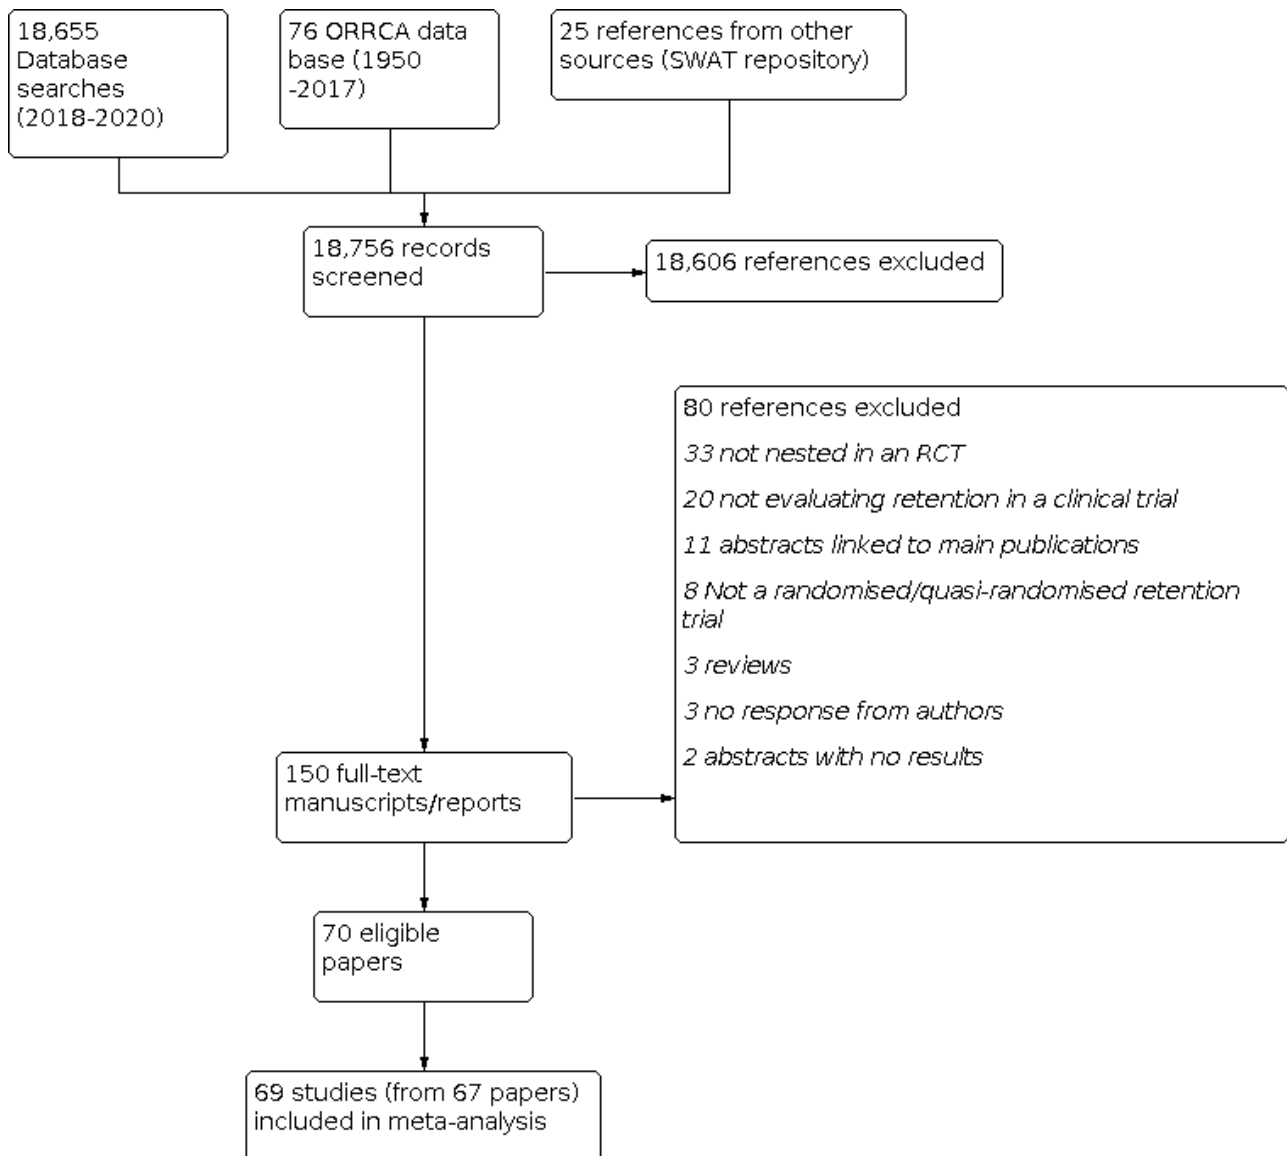 18,655
Database
searches
(2018-2020)
76 ORRCA data
base (1950
-2017)
25 references from other
sources (SWAT repository)
18,756 records
screened
18,606 references excluded
80 references excluded
33 not nested in an RCT
20 not evaluating retention in a clinical trial
11 abstracts linked to main publications
8 Not a randomised/quasi-randomised retention
trial
3 reviews
3 no response from authors
2 abstracts with no results
150 full-text
manuscripts/reports
70 eligible
papers
69 studies (from 67 papers)
included in meta-analysis